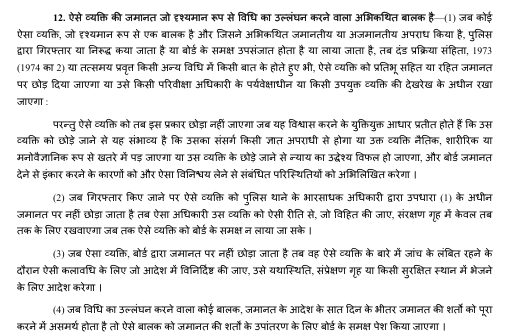 12. ऐसे व्यक्ति की जमानत जो दृश्यमान रूप से विधि का उल्लंघन करने वाला अभिकथित बालक है—(1) जब कोई
ऐसा व्यक्ति, जो दृश्यमान रूप से एक बालक है और जिसने अभिकथित जमानतीय या अजमानतीय अपराध किया है, पुलिस
द्वारा गिरफ्तार या निरूद्ध कया जाता है या बोर्ड के समक्ष उपसंजात होता है या लाया जाता है, तब दंड प्रक्रिया संहिता, 1973
(1974 का 2) या तत्समय प्रवृत्त किसी अन्य विधि में किसी बात के होते हुए भी, ऐसे व्यक्ति को प्रतिभू सहित या रहित जमानत
पर छोड़ दिया जाएगा या उसे किसी परिवीक्षा अधिकारी के पर्यवेक्षाधीन या किसी उपयुक्त व्यक्ति की देखरेख के अधीन रखा
जाएगा :
परन्तु ऐसे व्यक्ति को तब इस प्रकार छोड़ा नहीं जाएगा जब यह विश्वास करने के युक्तियुक्त आधार प्रतीत होते हैं कि उस
व्यक्ति को छोड़े जाने से यह संभाव्य है कि उसका संसर्ग किसी ज्ञात अपराधी से होगा या उक्त व्यक्ति नैतिक, शारीरिक या
मनोवैज्ञानिक रूप से खतरे में पड़ जाएगा या उस व्यक्ति के छोड़े जाने से न्याय का उद्धेश्य विफल हो जाएगा, और बोर्ड जमानत
देने से इंकार करने के कारणों को और ऐसा विनिश्चय लेने से संबंधित परिस्थितियों को अभिलिखित करेगा ।
(2) जब गिरफ्तार किए जाने पर ऐसे व्यक्ति को पुलिस थाने के भारसाधक अधिकारी द्वारा उपधारा (1) के अधीन
जमानत पर नहीं छोड़ा जाता है तब ऐसा अधिकारी उस व्यक्ति को ऐसी रीति से, जो विहित की जाए, संरक्षण गृह में केवल तब
तक के लिए रखवाएगा जब तक ऐसे व्यक्ति को बोर्ड के समक्ष न लाया जा सके ।
(3) जब ऐसा व्यक्ति, बोर्ड द्वारा जमानत पर नहीं छोड़ा जाता है तब वह ऐसे व्यक्ति के बारे में जांच के लंबित रहने के
दौरान ऐसी कलावधि के लिए जो आदेश में विनिर्दिष्ट की जाए, उसे यथास्थिति, संप्रेक्षण गृह या किसी सुरक्षित स्थान में भेजने
के लिए आदेश करेगा ।
(4) जब विधि का उल्लंघन करने वाला कोई बालक, जमानत के आदेश के सात दिन के भीतर जमानत की शर्तो को पूरा
करने में असमर्थ होता है तो ऐसे बालक को जमानत की शर्तों के उपांतरण के लिए बोर्ड के समक्ष पेश किया जाएगा ।